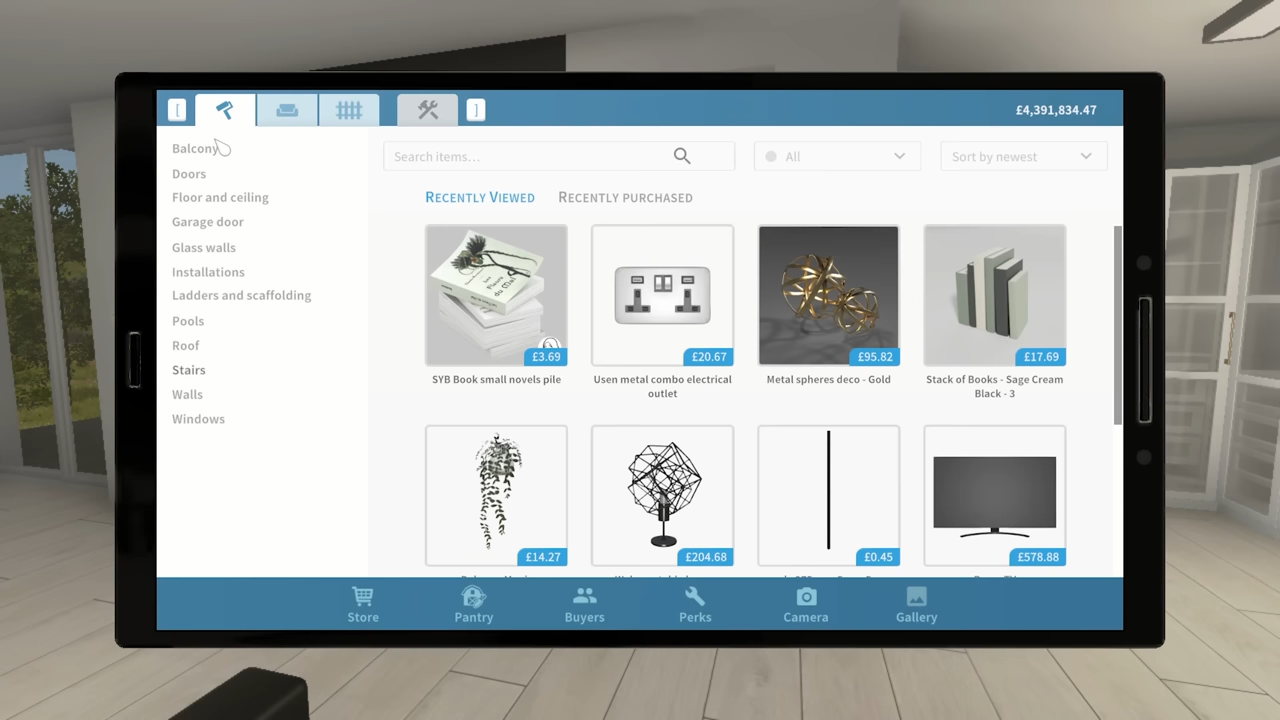 [
]
£4,391,834.47
Balcony
Doors
Floor and ceiling
Garage door
Glass walls
Installations
Ladders and scaffolding
Pools
Roof
Stairs
Walls
Windows
Search items...
All
Sort by newest
Recently Viewed
Recently purchased
£3.69
£20.67
£95.82
£17.69
SYB Book small novels pile
Usen metal combo electrical
outlet
Metal spheres deco - Gold
Stack of Books - Sage Cream
Black - 3
£14.27
£204.68
£0.45
£578.88
Store
Pantry
Buyers
Perks
Camera
Gallery